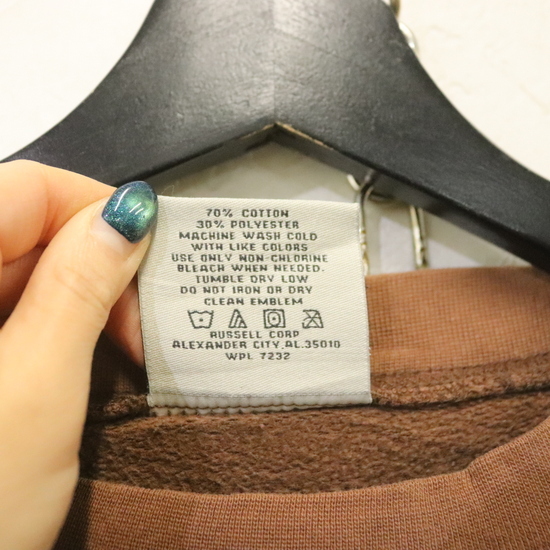 70% COTTON
30% POLYESTER
MACHINE WASH COLD
WITH LIKE COLORS
USE ONLY NON-CHLORINE
BLEACH WHEN NEEDED.
TUMBLE DRY LOW
DO NOT IRON OR DRY
CLEAN EMBLEM
RUSSELL CORP
ALEXANDER CITY,AL.35010
WPL 7232